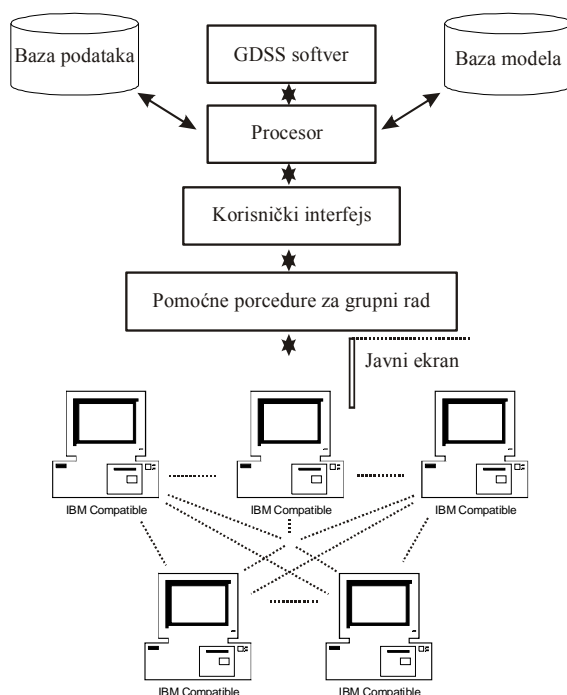 Baza podataka
GDSS softver
Baza modela
Procesor
Korisnički interfejs
Pomoćne porcedure za grupni rad
Javni ekran
IBM Compatible
IBM Compatible
IBM Compatible
IBM Compatible
IBM Compatible